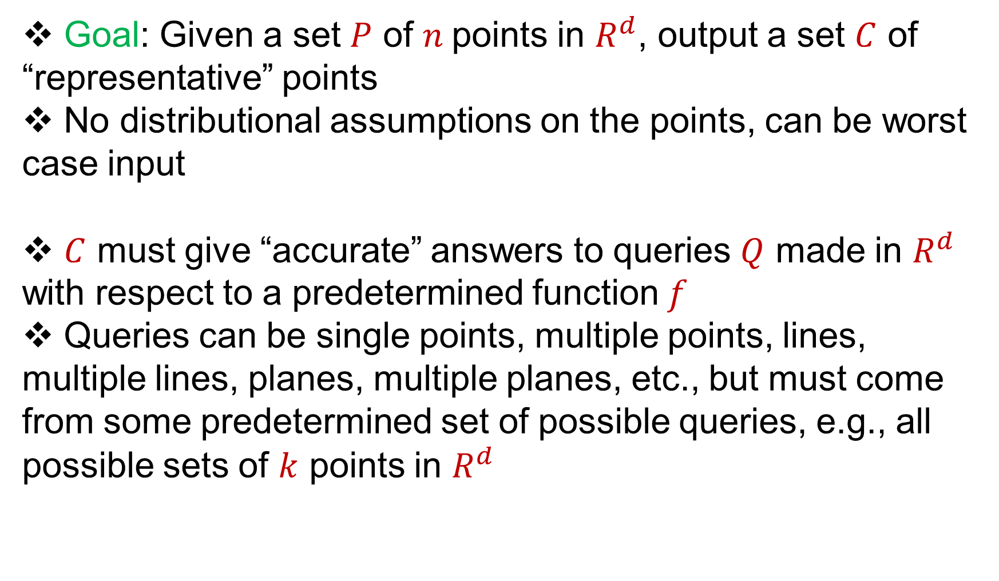 ❖ Goal: Given a set P of n points in R^d, output a set C of
“representative” points
❖ No distributional assumptions on the points, can be worst
case input
❖ C must give “accurate” answers to queries Q made in R^d
with respect to a predetermined function f
❖ Queries can be single points, multiple points, lines,
multiple lines, planes, multiple planes, etc., but must come
from some predetermined set of possible queries, e.g., all
possible sets of k points in R^d